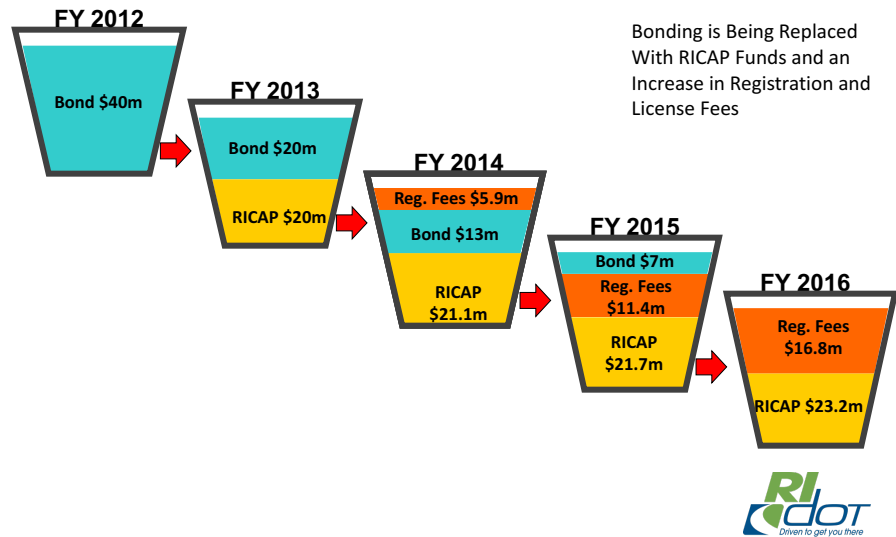 FY 2012
Bond $40m
Bonding is Being Replaced
With RICAP Funds and an
Increase in Registration and
License Fees
FY 2013
Bond $20m
RICAP $20m
FY 2014
Reg. Fees $5.9m
Bond $13m
RICAP
$21.1m
FY 2015
Bond $7m
Reg. Fees
$11.4m
RICAP
$21.7m
FY 2016
Reg. Fees
$16.8m
RICAP $23.2m
RI
dOT
Driven to get you there